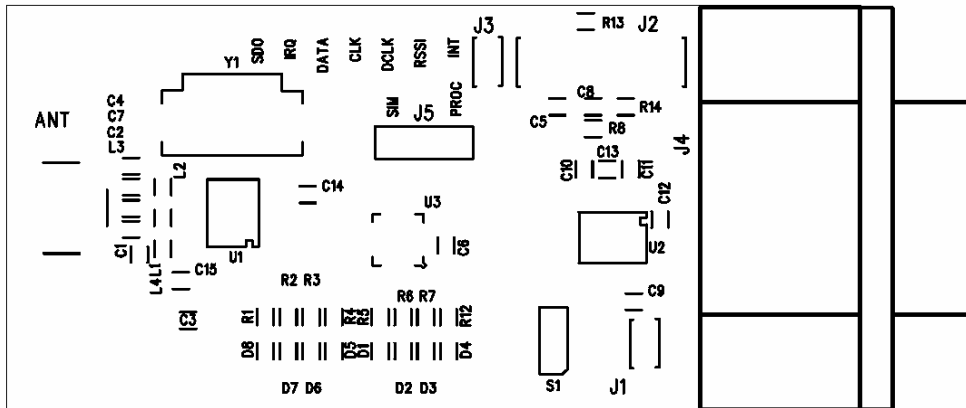 R13
J2
J3
SDO
IRQ
DATA
CLK
DCLK
RSSI
INT
Y1
C4
C7
C2
L3
ANT
SIM
J5
PROC
C8
C5
R14
R8
J4
L2
C14
C10
C13
C11
C12
U3
U1
C1
L4
L1
C15
C6
U2
R2 R3
R6 R7
C9
C3
R1
R4
R5
R12
D8
D5
D1
D4
D7 D6
D2 D3
S1
J1